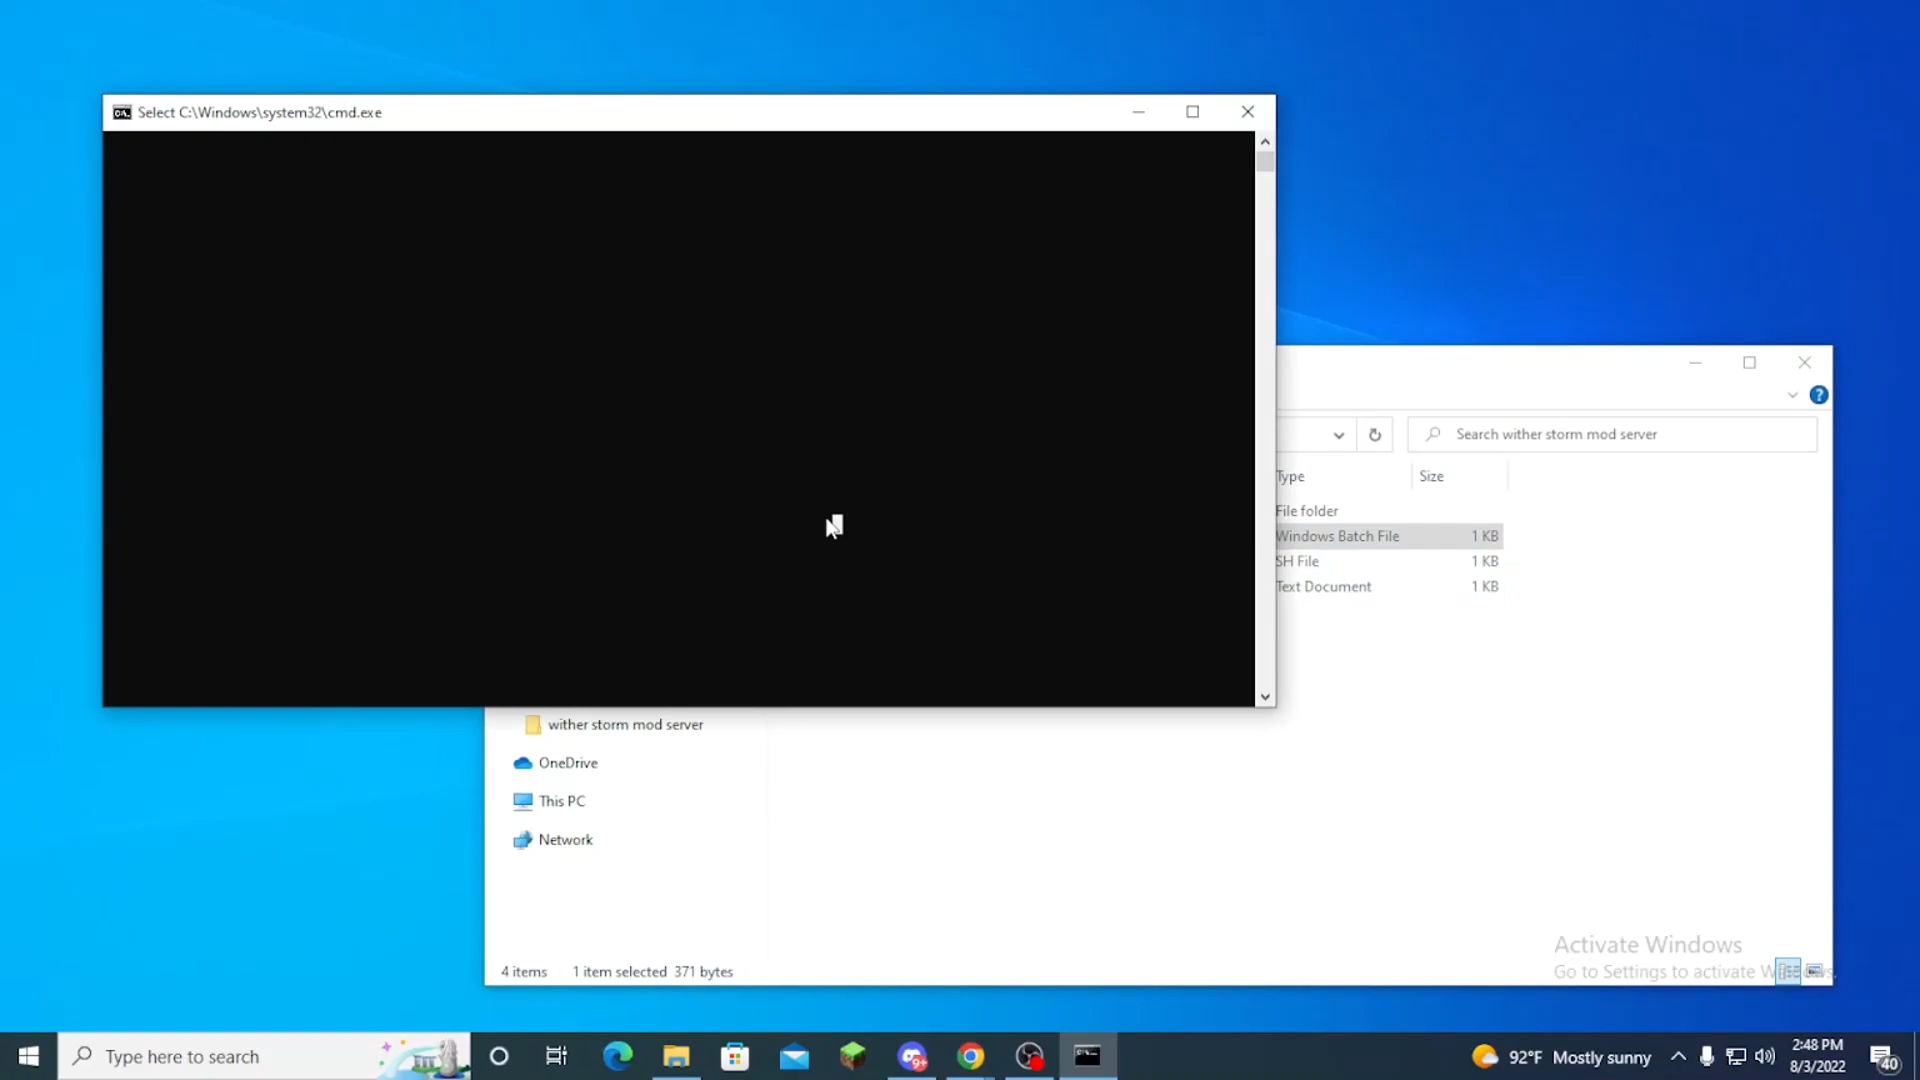 Select C:\Windows\system32\cmd.exe
Search wither storm mod server
Type Size
File folder
Windows Batch File 1 KB
SH File 1 KB
Text Document 1 KB
wither storm mod server
OneDrive
This PC
Network
4 items 1 item selected 371 bytes
Activate Windows
Go to Settings to activate Windows.
Type here to search
9+
92°F Mostly sunny
2:48 PM
8/3/2022
40